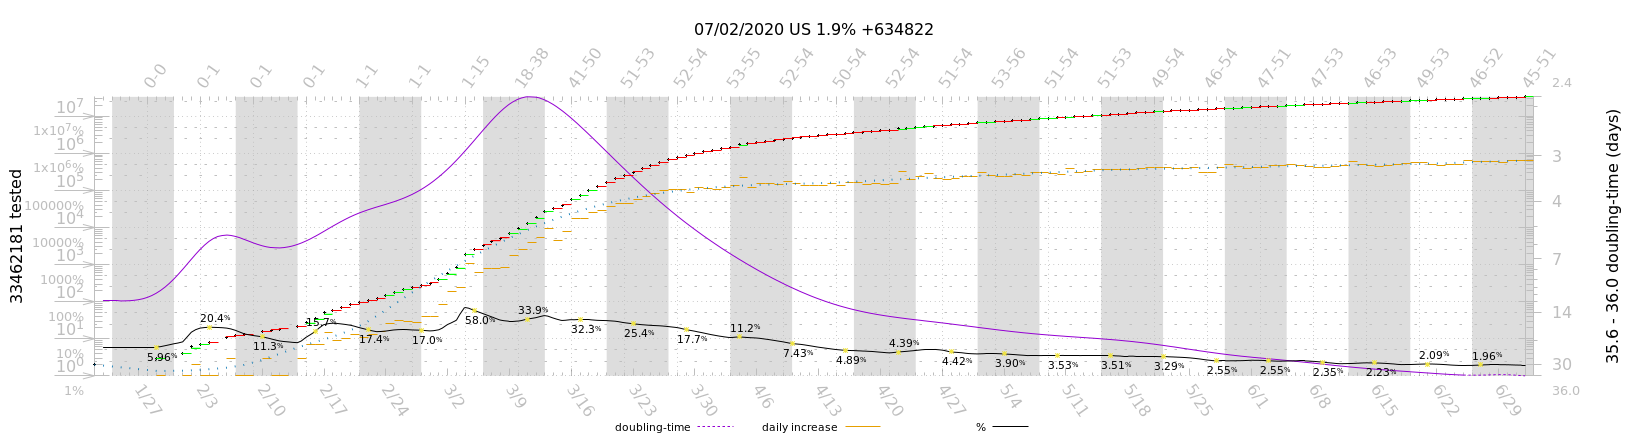 07/02/2020 US 1.9% +634822
0-0 0-1 0-1 0-1 1-1 1-1 1-15 18-38 41-50 51-53 52-54 53-55 52-54 50-54 52-54 51-54 53-56 51-54 51-53 49-54 46-54 47-51 47-53 46-53 49-53 46-52 45-51
2.4
10⁷
1x10⁷%
10⁶
3
1x10⁶%
10⁵
100000%
4
10⁴
10000%
10³
7
1000%
10²
33.9%
14
100%
20.4% 15.7% 58.0%
10¹
32.3% 25.4% 11.2%
11.3% 17.4% 17.0% 17.7% 4.39%
10%
5.96% 7.43% 4.89% 4.42% 3.90% 3.53% 3.51% 3.29% 2.55% 2.55% 2.35% 2.23% 2.09% 1.96%
10⁰
30
1%
36.0
1/27 2/3 2/10 2/17 2/24 3/2 3/9 3/16 3/23 3/30 4/6 4/13 4/20 4/27 5/4 5/11 5/18 5/25 6/1 6/8 6/15 6/22 6/29
33462181 tested
35.6 - 36.0 doubling-time (days)
doubling-time daily increase %